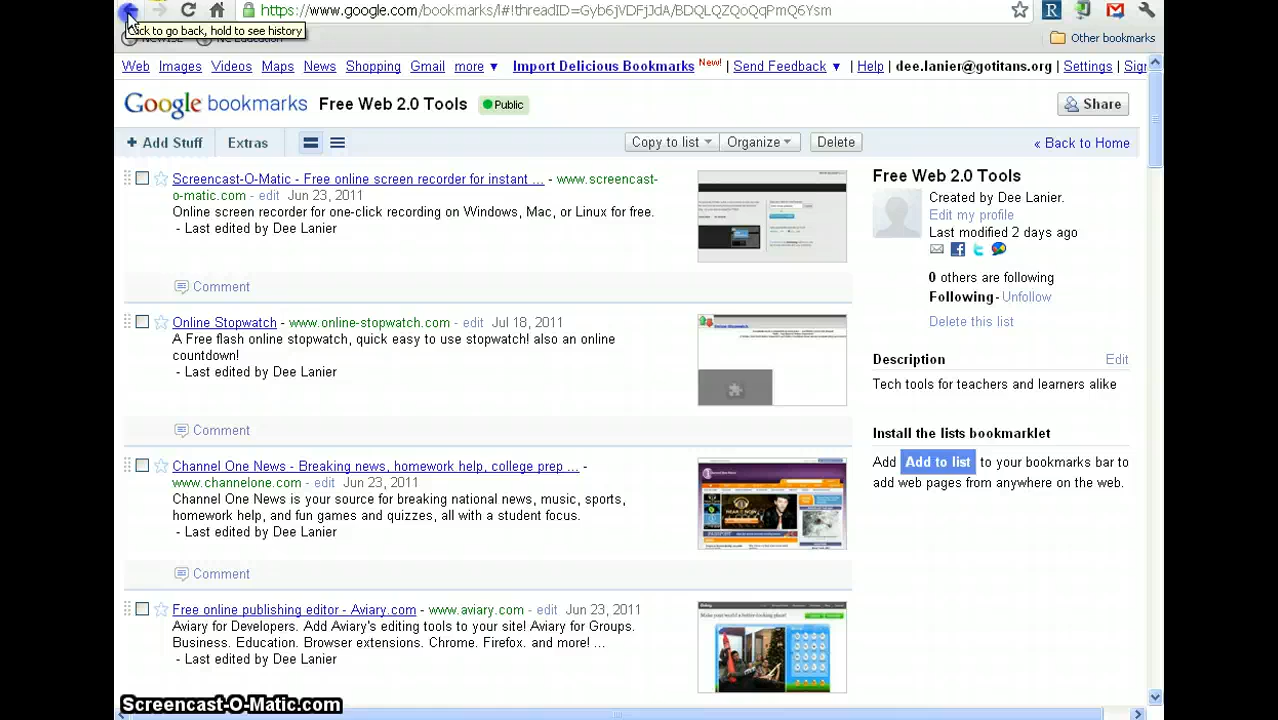 https://www.google.com/bookmarks/l#!threadID=Gyb6jVDFjJdA/BDQLQZQoQqPmQ6Ysm
Click to go back, hold to see history
Other bookmarks
Web Images Videos Maps News Shopping Gmail more ▼ Import Delicious Bookmarks New! Send Feedback ▼ | Help | dee.lanier@gotitans.org | Settings | Sign
Google bookmarks Free Web 2.0 Tools Public Share
+ Add Stuff Extras Copy to list Organize Delete « Back to Home
Screencast-O-Matic - Free online screen recorder for instant ... - www.screencast-
o-matic.com - edit Jun 23, 2011
Online screen recorder for one-click recording on Windows, Mac, or Linux for free.
- Last edited by Dee Lanier
Comment
Online Stopwatch - www.online-stopwatch.com - edit Jul 18, 2011
A Free flash online stopwatch, quick easy to use stopwatch! also an online
countdown!
- Last edited by Dee Lanier
Comment
Channel One News - Breaking news, homework help, college prep ... -
www.channelone.com - edit Jun 23, 2011
Channel One News is your source for breaking national news, music, sports,
homework help, and fun games and quizzes, all with a student focus.
- Last edited by Dee Lanier
Comment
Free online publishing editor - Aviary.com - www.aviary.com - edit Jun 23, 2011
Aviary for Developers. Add Aviary's editing tools to your site! Aviary for Groups.
Business. Education. Browser extensions. Chrome. Firefox. and more! ...
- Last edited by Dee Lanier
Free Web 2.0 Tools
Created by Dee Lanier.
Edit my profile
Last modified 2 days ago
0 others are following
Following - Unfollow
Delete this list
Description Edit
Tech tools for teachers and learners alike
Install the lists bookmarklet
Add Add to list to your bookmarks bar to
add web pages from anywhere on the web.
Screencast-O-Matic.com